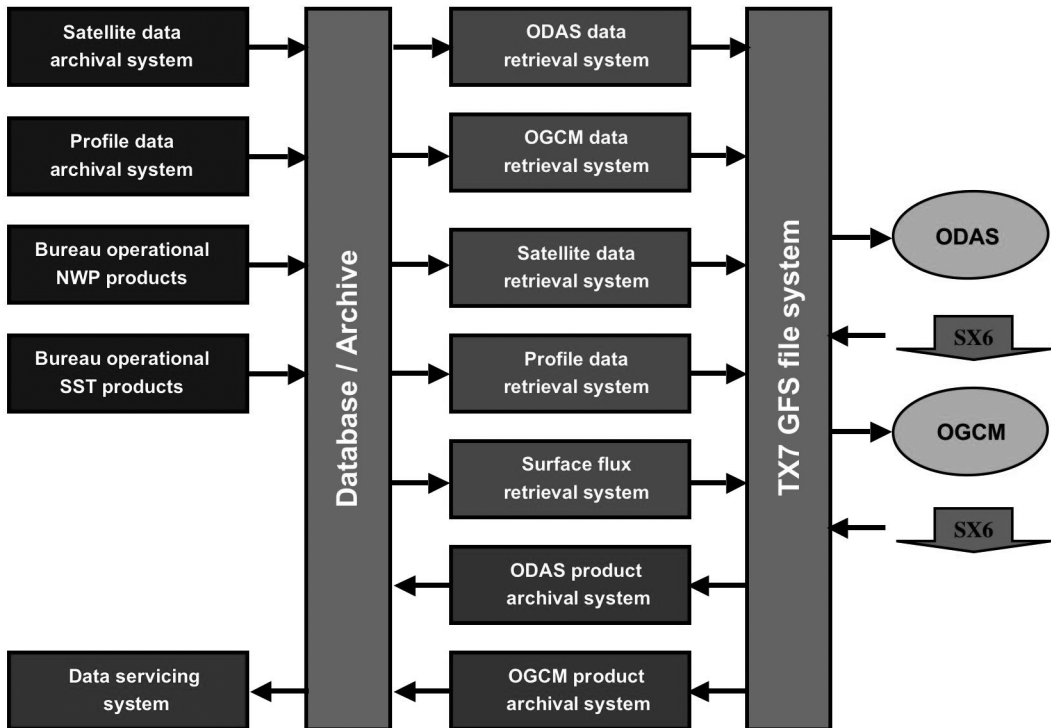 Satellite data
archival system
Profile data
archival system
Bureau operational
NWP products
Bureau operational
SST products
Data servicing
system
Database / Archive
ODAS data
retrieval system
OGCM data
retrieval system
Satellite data
retrieval system
Profile data
retrieval system
Surface flux
retrieval system
ODAS product
archival system
OGCM product
archival system
TX7 GFS file system
ODAS
SX6
OGCM
SX6